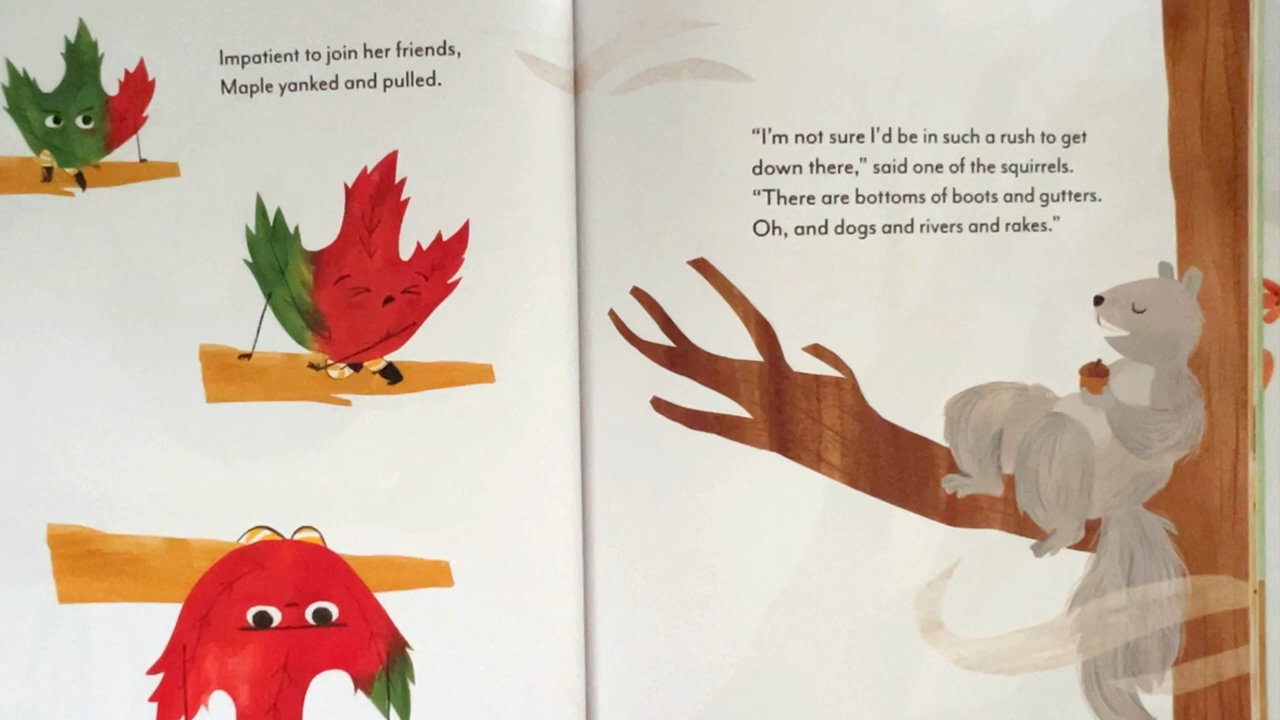 Impatient to join her friends,
Maple yanked and pulled.
“I’m not sure I’d be in such a rush to get
down there,” said one of the squirrels.
“There are bottoms of boots and gutters.
Oh, and dogs and rivers and rakes.”